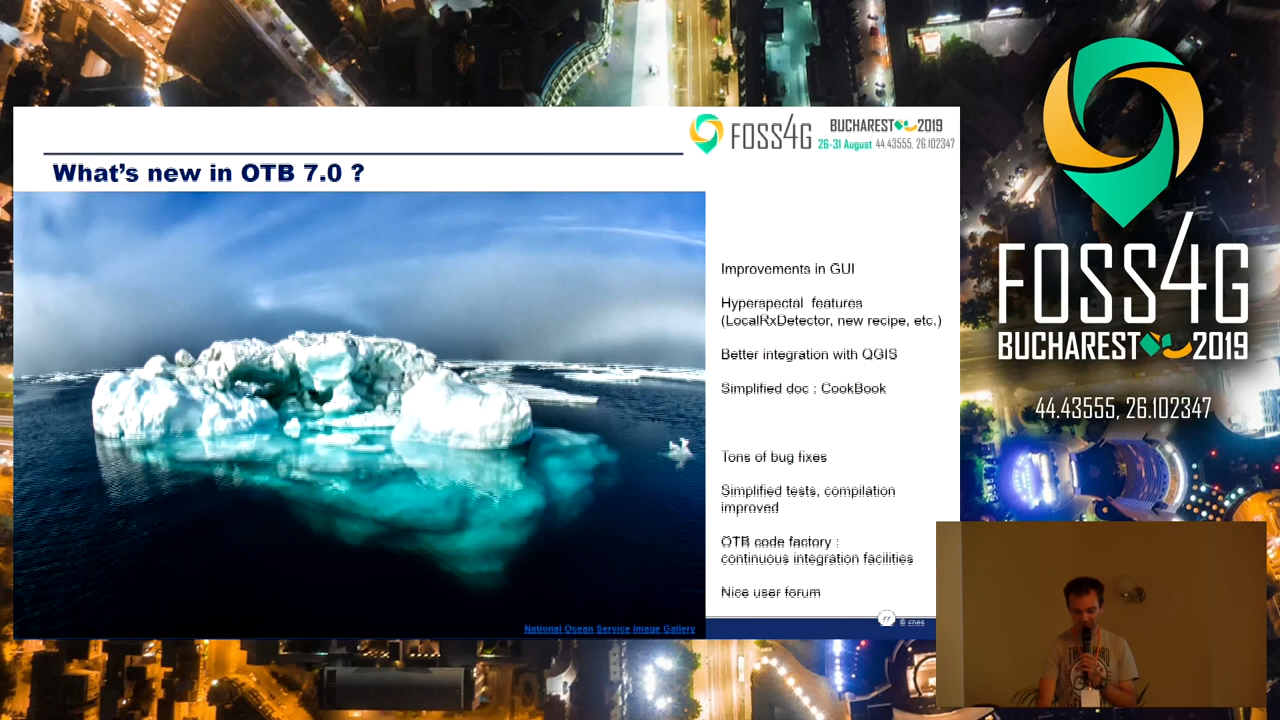 FOSS4G
BUCHAREST 2019
26-31 August 44.43555, 26.102347
What's new in OTB 7.0 ?
Improvements in GUI
Hyperspectal features
(LocalRxDetector, new recipe, etc.)
Better integration with QGIS
Simplified doc : CookBook
Tons of bug fixes
Simplified tests, compilation
improved
OTB code factory :
continuous integration facilities
Nice user forum
National Ocean Service Image Gallery
© cnes
FOSS4G
BUCHAREST 2019
44.43555, 26.102347